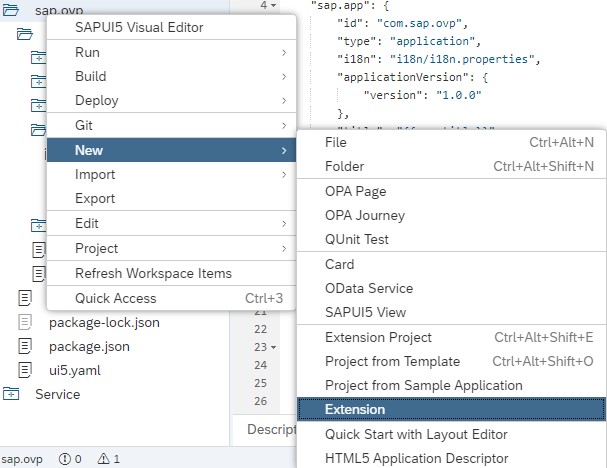 sap.ovp
SAPUI5 Visual Editor
Run
Build
Deploy
Git
New
Import
Export
Edit
Project
Refresh Workspace Items
Quick Access Ctrl+3
package-lock.json
package.json
ui5.yaml
Service
4
"sap.app": {
"id": "com.sap.ovp",
"type": "application",
"i18n": "i18n/i18n.properties",
"applicationVersion": {
"version": "1.0.0"
},
File Ctrl+Alt+N
Folder Ctrl+Alt+Shift+N
OPA Page
OPA Journey
QUnit Test
Card
OData Service
SAPUI5 View
Extension Project Ctrl+Alt+Shift+E
Project from Template Ctrl+Alt+Shift+O
Project from Sample Application
Extension
Quick Start with Layout Editor
HTML5 Application Descriptor
21
22
23
24
25
26
Descript
sap.ovp 0 1